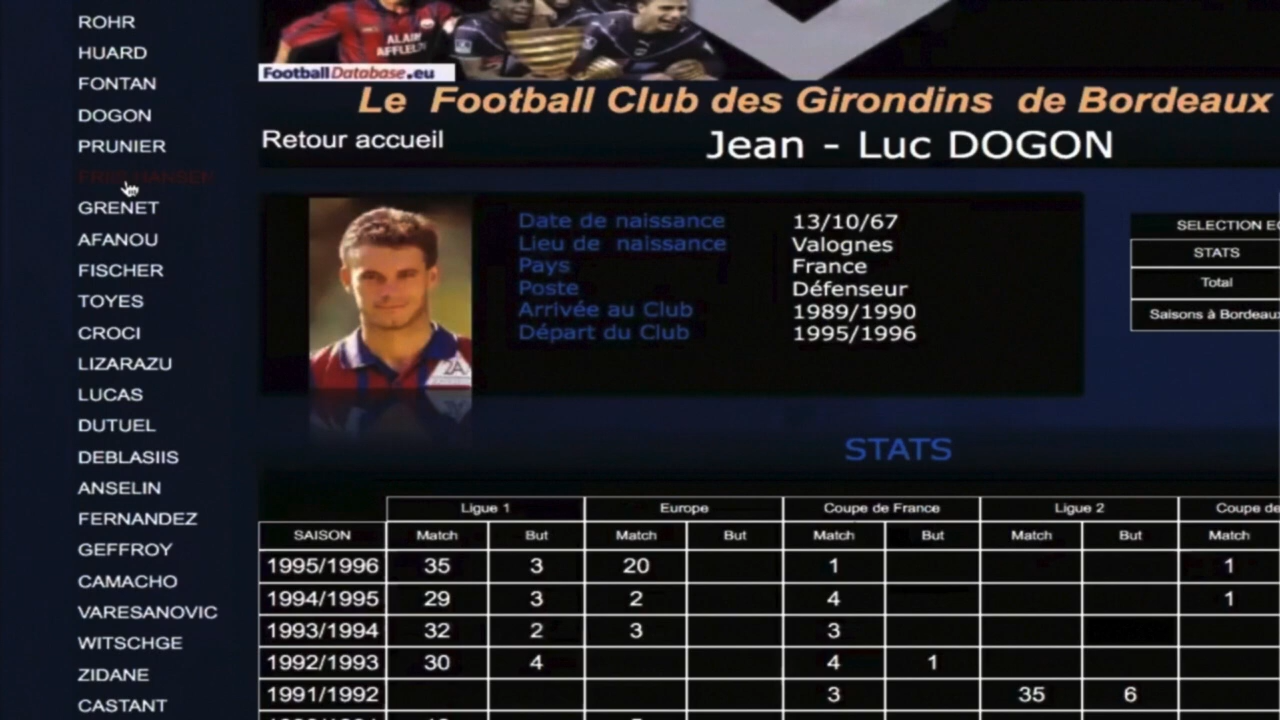 ROHR
HUARD
FONTAN
DOGON
PRUNIER
GRENET
AFANOU
FISCHER
TOYES
CROCI
LIZARAZU
LUCAS
DUTUEL
DEBLASIIS
ANSELIN
FERNANDEZ
GEFFROY
CAMACHO
VARESANOVIC
WITSCHGE
ZIDANE
CASTANT
ALAIN
AFFLELOU
FootballDatabase.eu
Le Football Club des Girondins de Bordeaux
Retour accueil
Jean - Luc DOGON
Date de naissance 13/10/67
Lieu de naissance Valognes
Pays France
Poste Défenseur
Arrivée au Club 1989/1990
Départ du Club 1995/1996
SELECTION
STATS
Total
Saisons à Bordeaux
STATS
Ligue 1 Europe Coupe de France Ligue 2 Coupe de
SAISON Match But Match But Match But Match But Match
1995/1996 35 3 20 1 1
1994/1995 29 3 2 4 1
1993/1994 32 2 3 3
1992/1993 30 4 4 1
1991/1992 3 35 6